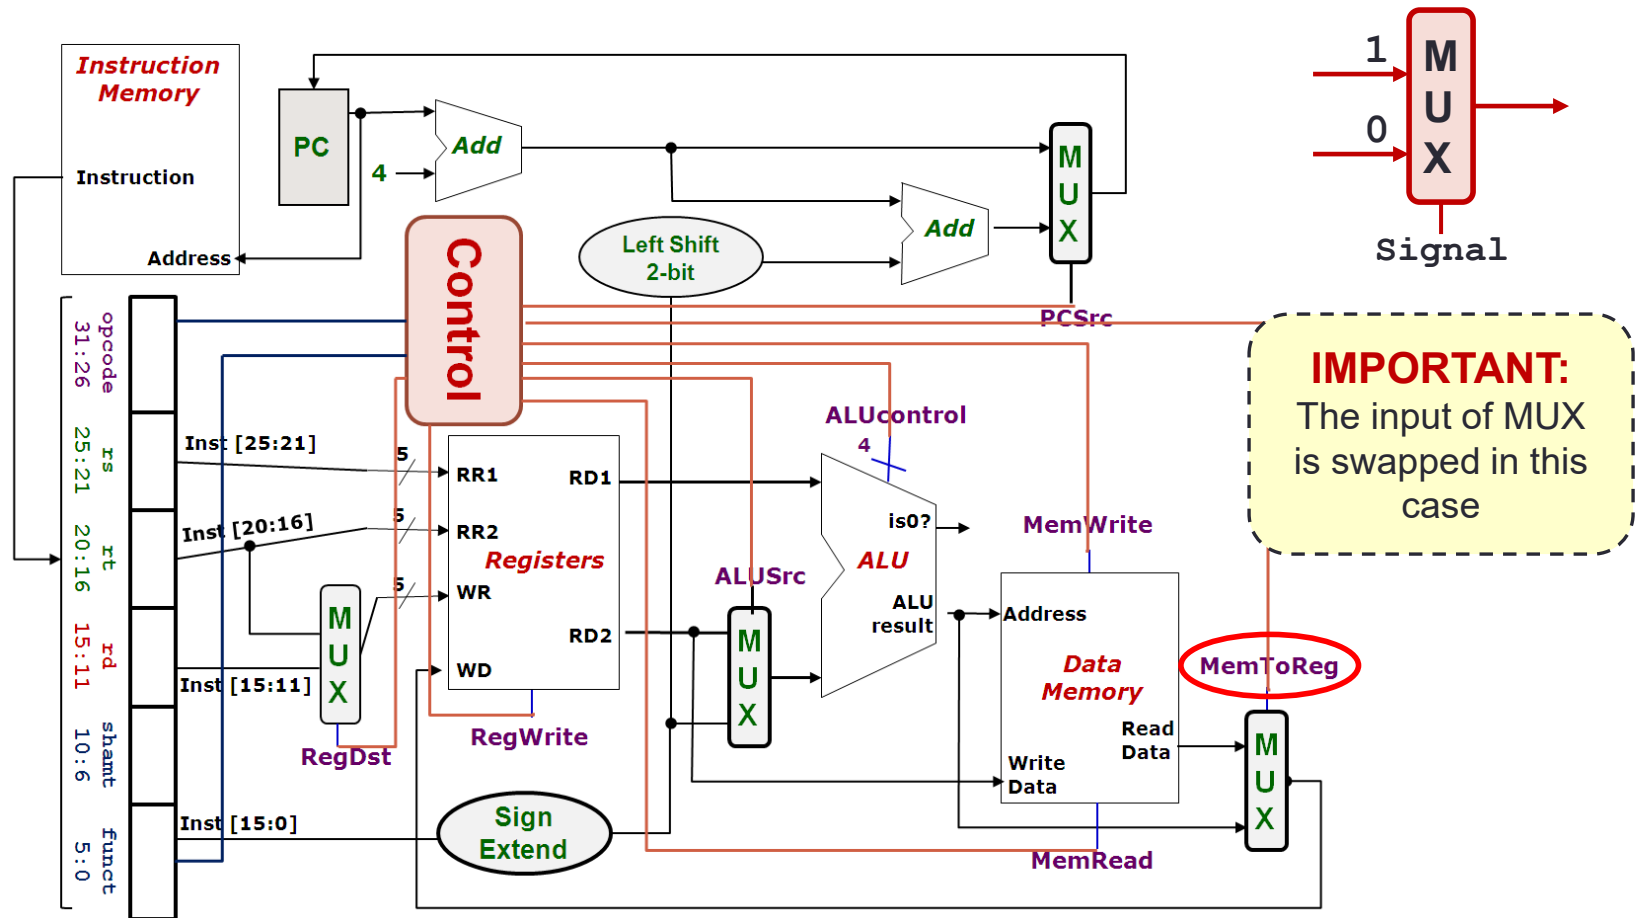 Instruction
Memory
Instruction
Address
PC
4
Add
Add
Left Shift
2-bit
M
U
X
PCSrc
1
0
M
U
X
Signal
Control
opcode
31:26
rs
25:21
rt
20:16
rd
15:11
shamt
10:6
funct
5:0
Inst [25:21]
Inst [20:16]
Inst [15:11]
Inst [15:0]
5
5
5
M
U
X
RegDst
RR1
RR2
WR
WD
Registers
RD1
RD2
RegWrite
Sign
Extend
ALUSrc
M
U
X
ALUcontrol
4
is0?
ALU
ALU
result
MemWrite
Address
Data
Memory
Read
Data
Write
Data
MemRead
MemToReg
M
U
X
IMPORTANT:
The input of MUX
is swapped in this
case